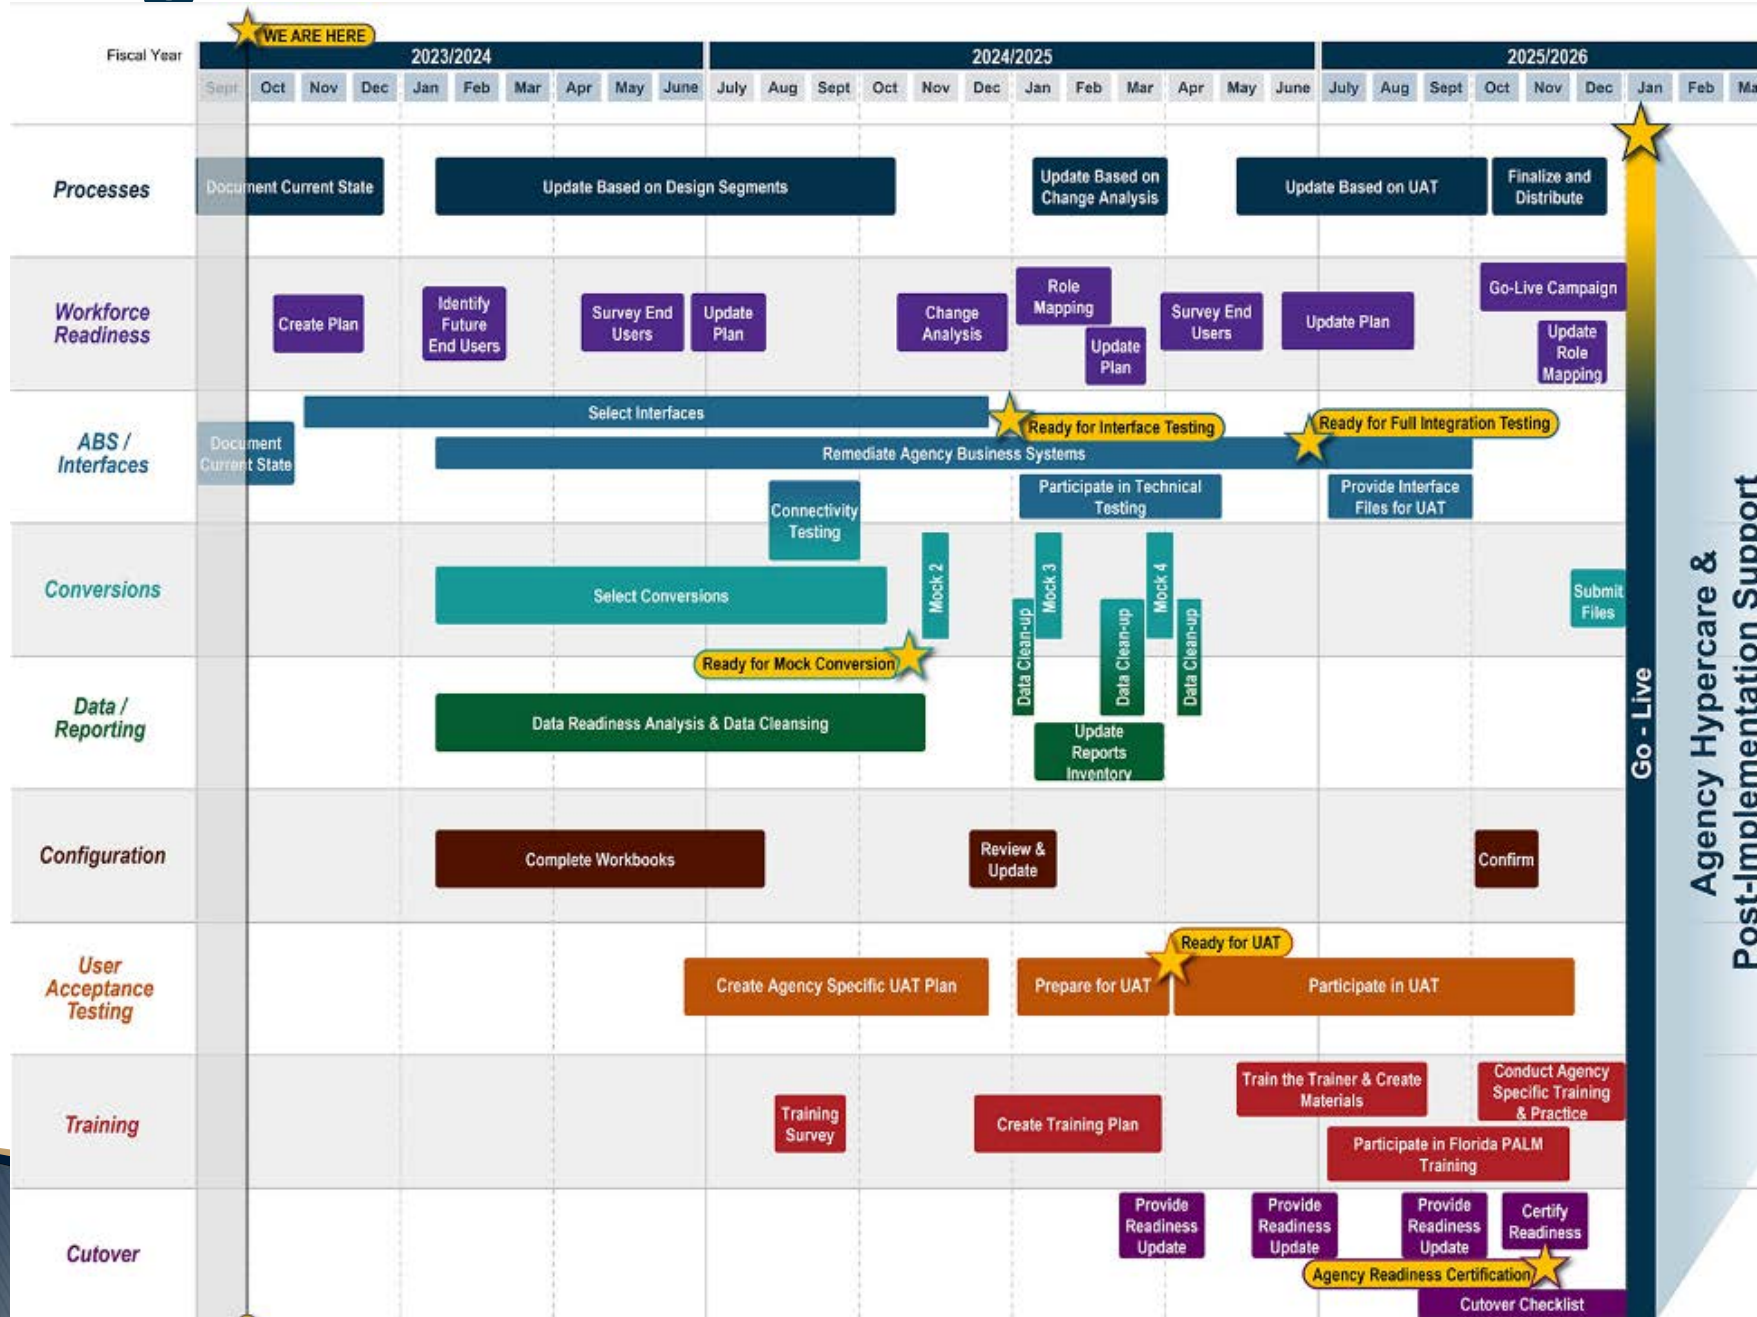 WE ARE HERE
Fiscal Year
2023/2024
2024/2025
2025/2026
Sept Oct Nov Dec Jan Feb Mar Apr May June July Aug Sept Oct Nov Dec Jan Feb Mar Apr May June July Aug Sept Oct Nov Dec Jan Feb Ma
Processes
Document Current State
Update Based on Design Segments
Update Based on
Change Analysis
Update Based on UAT
Finalize and
Distribute
Workforce
Readiness
Create Plan
Identify
Future
End Users
Survey End
Users
Update
Plan
Change
Analysis
Role
Mapping
Update
Plan
Survey End
Users
Update Plan
Go-Live Campaign
Update
Role
Mapping
ABS /
Interfaces
Document
Current State
Select Interfaces
Ready for Interface Testing
Ready for Full Integration Testing
Remediate Agency Business Systems
Connectivity
Testing
Participate in Technical
Testing
Provide Interface
Files for UAT
Conversions
Select Conversions
Mock 2
Mock 3
Mock 4
Submit
Files
Ready for Mock Conversion
Data Clean-up
Data Clean-up
Data Clean-up
Data /
Reporting
Data Readiness Analysis & Data Cleansing
Update
Reports
Inventory
Configuration
Complete Workbooks
Review &
Update
Confirm
User
Acceptance
Testing
Create Agency Specific UAT Plan
Prepare for UAT
Ready for UAT
Participate in UAT
Training
Training
Survey
Create Training Plan
Train the Trainer & Create
Materials
Conduct Agency
Specific Training
& Practice
Participate in Florida PALM
Training
Cutover
Provide
Readiness
Update
Provide
Readiness
Update
Provide
Readiness
Update
Certify
Readiness
Agency Readiness Certification
Cutover Checklist
Go - Live
Agency Hypercare &
Post-Implementation Support